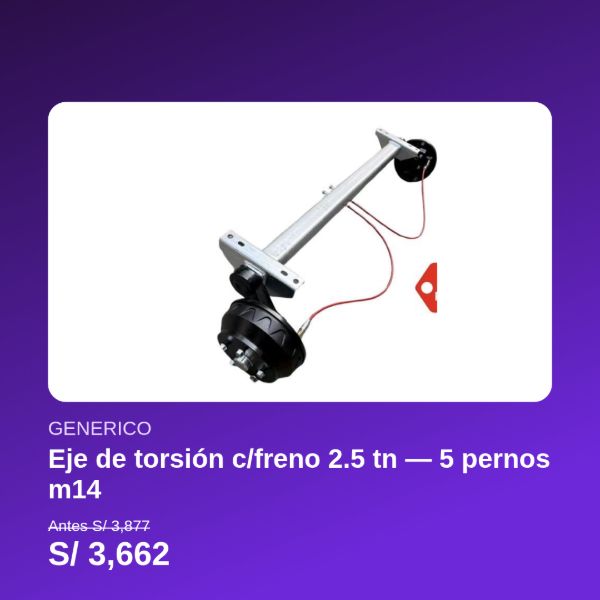 GENERICO
Eje de torsión c/freno 2.5 tn — 5 pernos
m14
Antes S/ 3,877
S/ 3,662